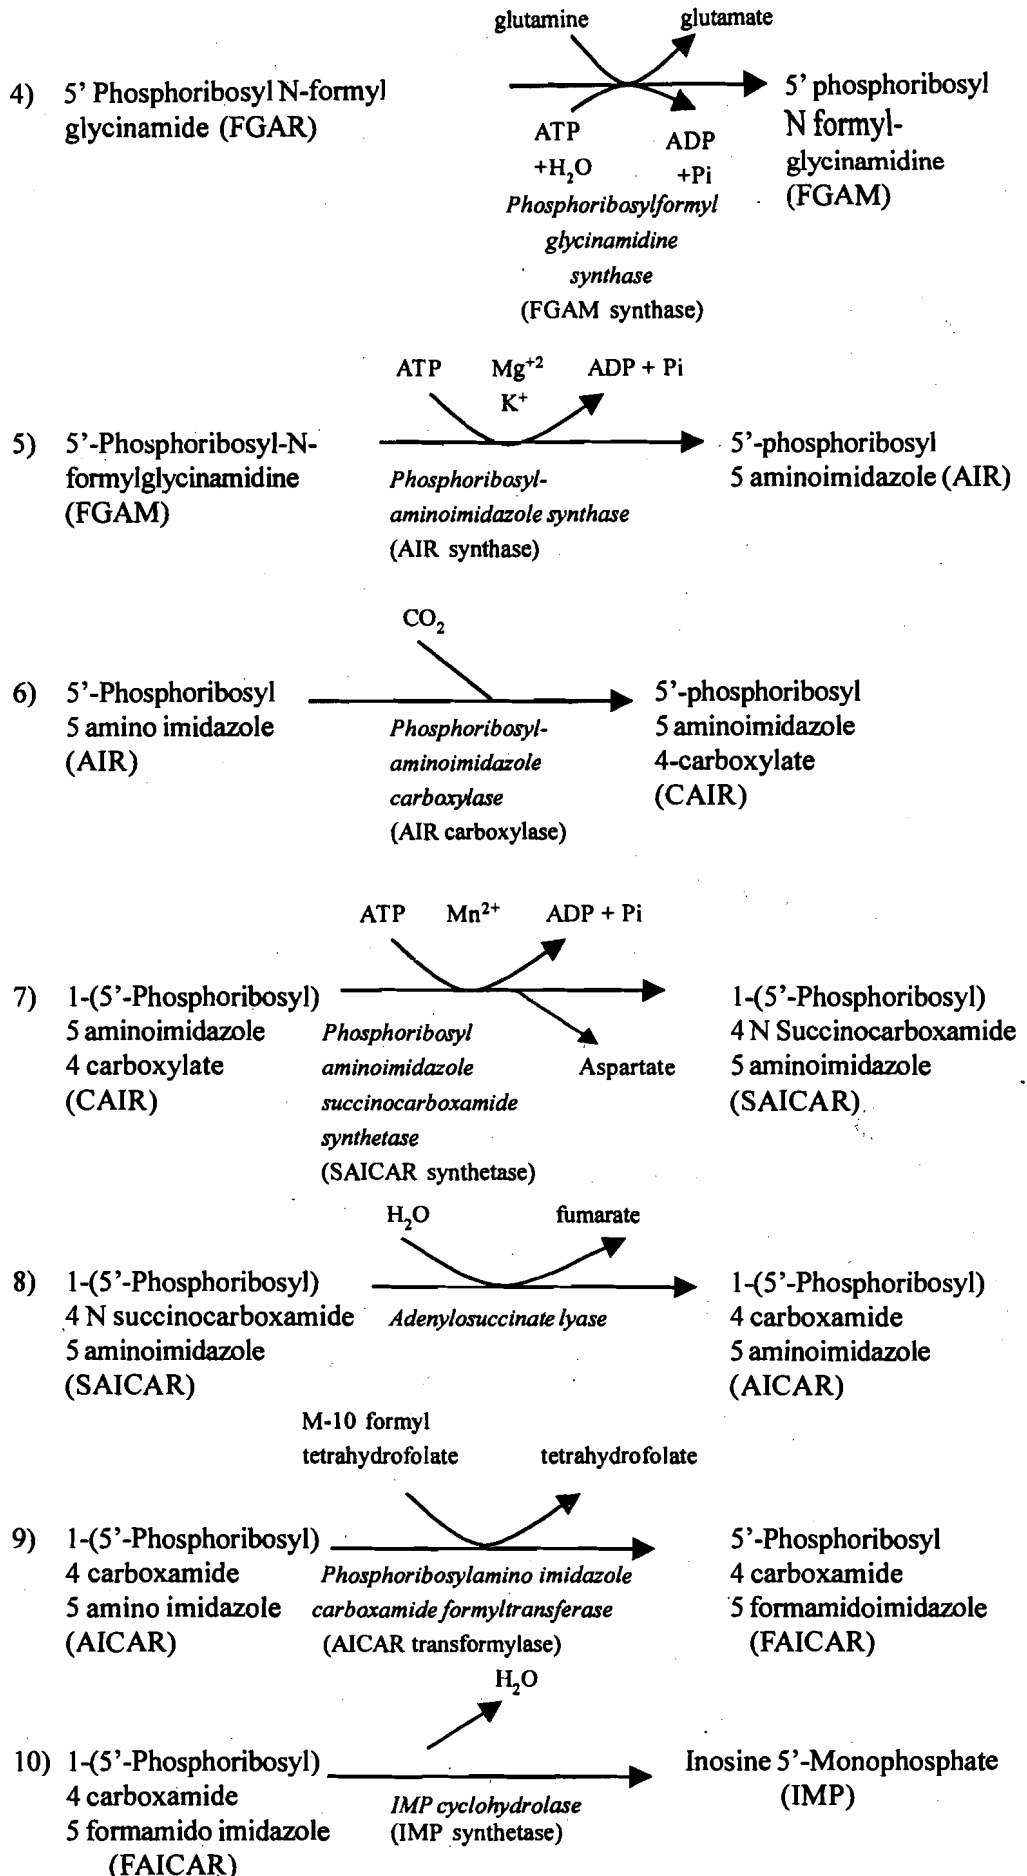 glutamine glutamate
4) 5' Phosphoribosyl N-formyl
glycinamide (FGAR)
ATP
+H₂O
ADP
+Pi
Phosphoribosylformyl
glycinamidine
synthase
(FGAM synthase)
5' phosphoribosyl
N formyl-
glycinamidine
(FGAM)
ATP Mg⁺² ADP + Pi
K⁺
5) 5'-Phosphoribosyl-N-
formylglycinamidine
(FGAM)
Phosphoribosyl-
aminoimidazole synthase
(AIR synthase)
5'-phosphoribosyl
5 aminoimidazole (AIR)
CO₂
6) 5'-Phosphoribosyl
5 amino imidazole
(AIR)
Phosphoribosyl-
aminoimidazole
carboxylase
(AIR carboxylase)
5'-phosphoribosyl
5 aminoimidazole
4-carboxylate
(CAIR)
ATP Mn²⁺ ADP + Pi
7) 1-(5'-Phosphoribosyl)
5 aminoimidazole
4 carboxylate
(CAIR)
Phosphoribosyl
aminoimidazole
succinocarboxamide
synthetase
(SAICAR synthetase)
Aspartate
1-(5'-Phosphoribosyl)
4 N Succinocarboxamide
5 aminoimidazole
(SAICAR)
H₂O fumarate
8) 1-(5'-Phosphoribosyl)
4 N succinocarboxamide
5 aminoimidazole
(SAICAR)
Adenylosuccinate lyase
1-(5'-Phosphoribosyl)
4 carboxamide
5 aminoimidazole
(AICAR)
M-10 formyl
tetrahydrofolate tetrahydrofolate
9) 1-(5'-Phosphoribosyl)
4 carboxamide
5 amino imidazole
(AICAR)
Phosphoribosylamino imidazole
carboxamide formyltransferase
(AICAR transformylase)
5'-Phosphoribosyl
4 carboxamide
5 formamidoimidazole
(FAICAR)
H₂O
10) 1-(5'-Phosphoribosyl)
4 carboxamide
5 formamido imidazole
(FAICAR)
IMP cyclohydrolase
(IMP synthetase)
Inosine 5'-Monophosphate
(IMP)